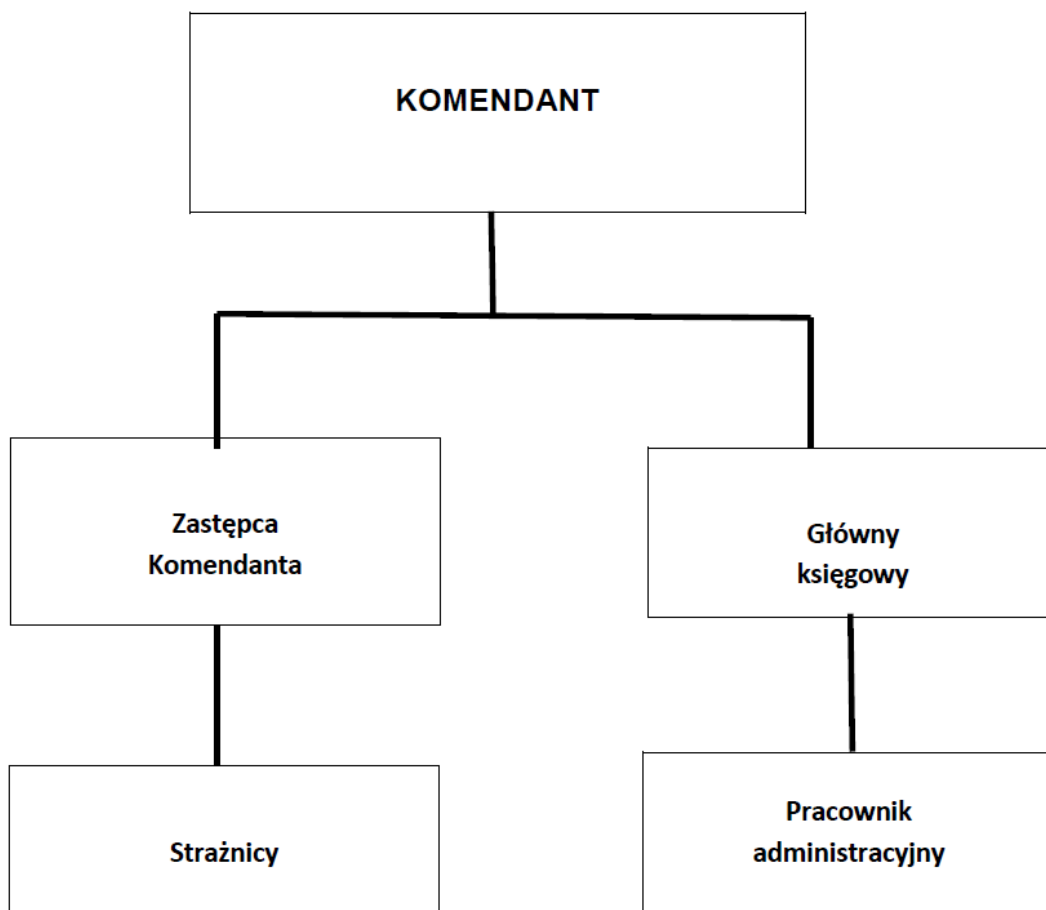 KOMENDANT
Zastępca
Komendanta
Główny
księgowy
Strażnicy
Pracownik
administracyjny